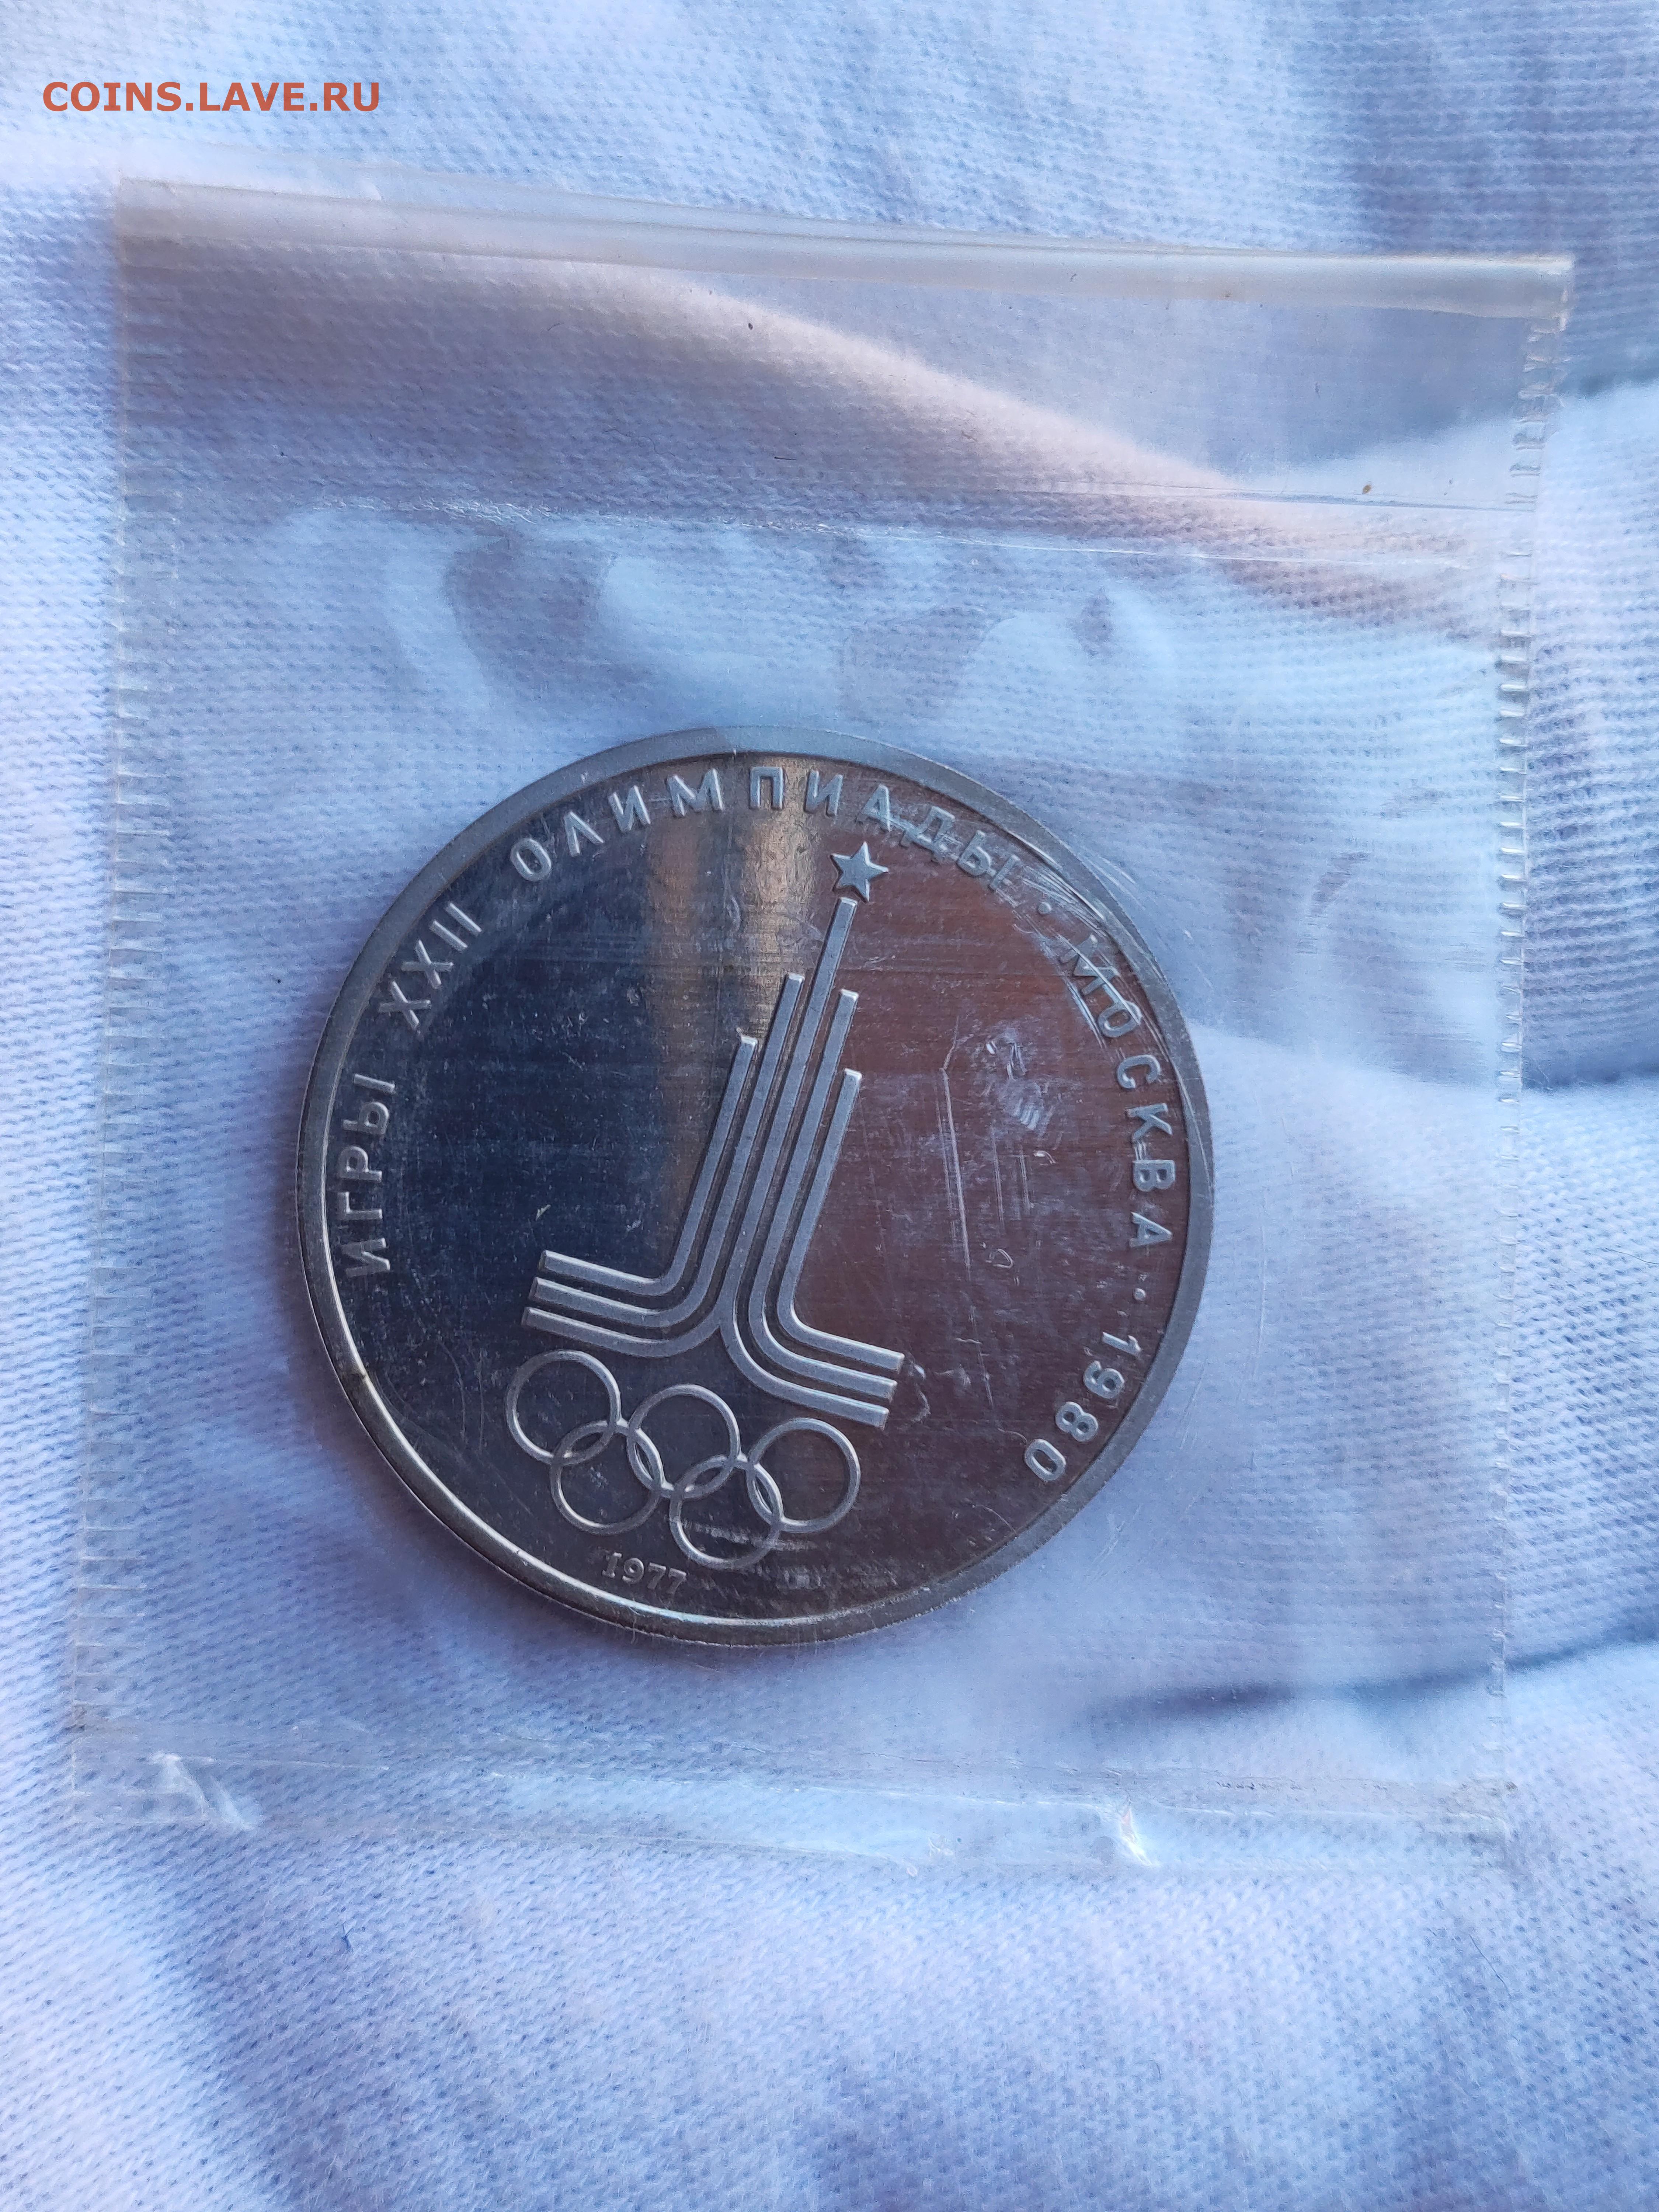 COINS.LAVE.RU
ИГРЫ XXII ОЛИМПИАДЫ · МОСКВА · 1980
1977